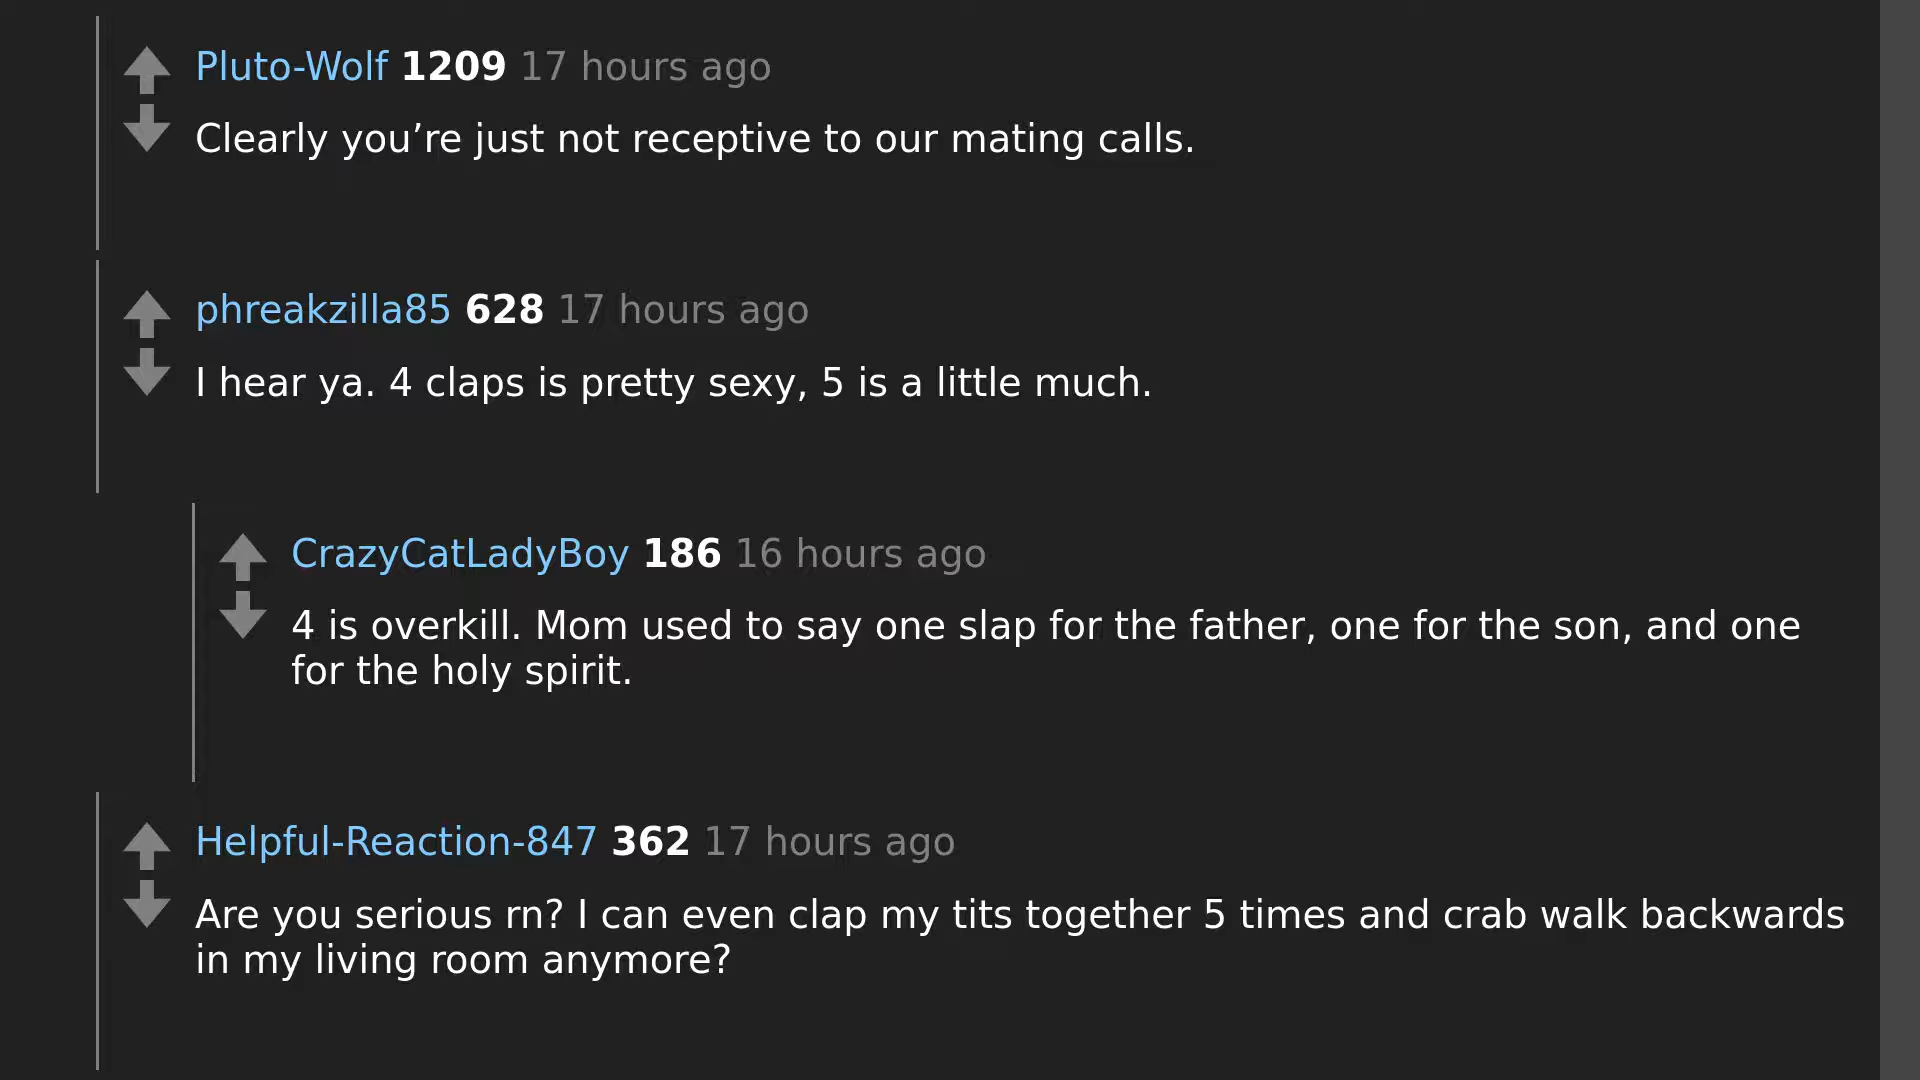 Pluto-Wolf 1209 17 hours ago
Clearly you’re just not receptive to our mating calls.
phreakzilla85 628 17 hours ago
I hear ya. 4 claps is pretty sexy, 5 is a little much.
CrazyCatLadyBoy 186 16 hours ago
4 is overkill. Mom used to say one slap for the father, one for the son, and one
for the holy spirit.
Helpful-Reaction-847 362 17 hours ago
Are you serious rn? I can even clap my tits together 5 times and crab walk backwards
in my living room anymore?